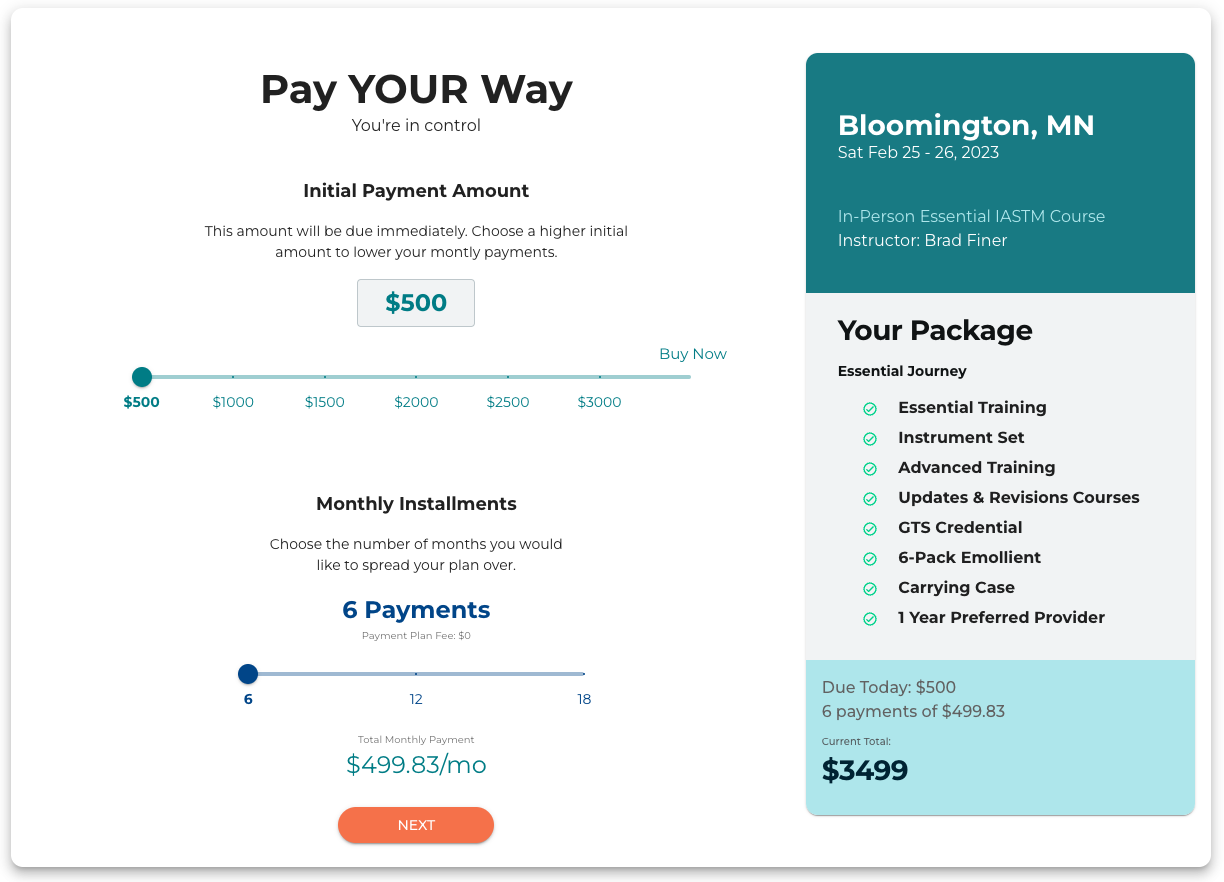 Pay YOUR Way
You're in control
Initial Payment Amount
This amount will be due immediately. Choose a higher initial
amount to lower your montly payments.
$500
Buy Now
$500 $1000 $1500 $2000 $2500 $3000
Monthly Installments
Choose the number of months you would
like to spread your plan over.
6 Payments
Payment Plan Fee: $0
6 12 18
Total Monthly Payment
$499.83/mo
NEXT
Bloomington, MN
Sat Feb 25 - 26, 2023
In-Person Essential IASTM Course
Instructor: Brad Finer
Your Package
Essential Journey
Essential Training
Instrument Set
Advanced Training
Updates & Revisions Courses
GTS Credential
6-Pack Emollient
Carrying Case
1 Year Preferred Provider
Due Today: $500
6 payments of $499.83
Current Total:
$3499